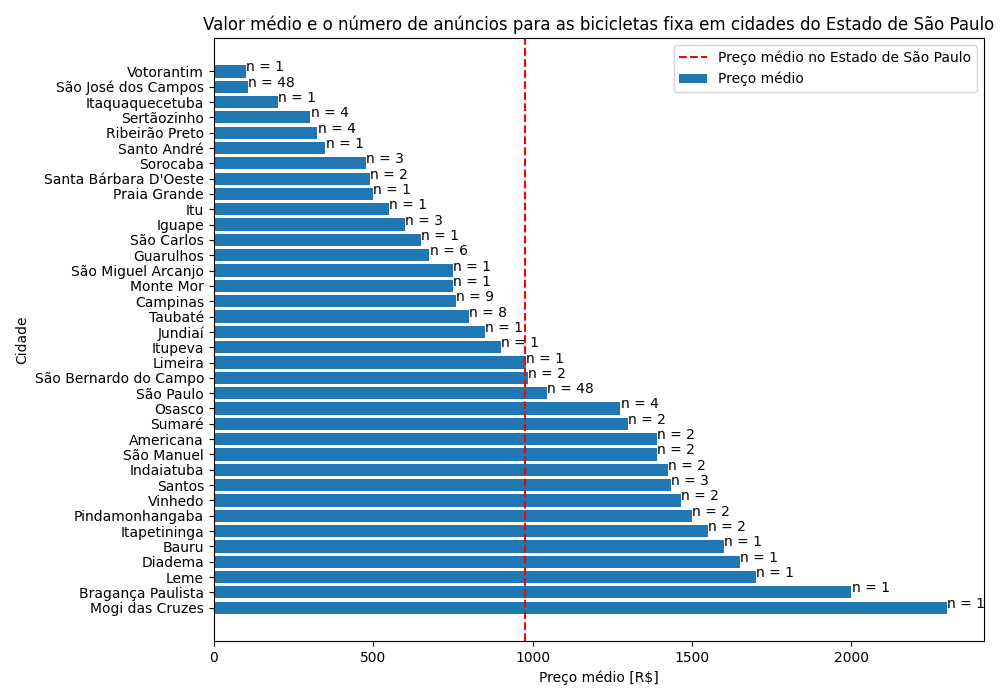 Valor médio e o número de anúncios para as bicicletas fixa em cidades do Estado de São Paulo
Preço médio no Estado de São Paulo
Preço médio
Cidade
Votorantim n = 1
São José dos Campos n = 48
Itaquaquecetuba n = 1
Sertãozinho n = 4
Ribeirão Preto n = 4
Santo André n = 1
Sorocaba n = 3
Santa Bárbara D'Oeste n = 2
Praia Grande n = 1
Itu n = 1
Iguape n = 3
São Carlos n = 1
Guarulhos n = 6
São Miguel Arcanjo n = 1
Monte Mor n = 1
Campinas n = 9
Taubaté n = 8
Jundiaí n = 1
Itupeva n = 1
Limeira n = 1
São Bernardo do Campo n = 2
São Paulo n = 48
Osasco n = 4
Sumaré n = 2
Americana n = 2
São Manuel n = 2
Indaiatuba n = 2
Santos n = 3
Vinhedo n = 2
Pindamonhangaba n = 2
Itapetininga n = 2
Bauru n = 1
Diadema n = 1
Leme n = 1
Bragança Paulista n = 1
Mogi das Cruzes n = 1
0 500 1000 1500 2000
Preço médio [R$]